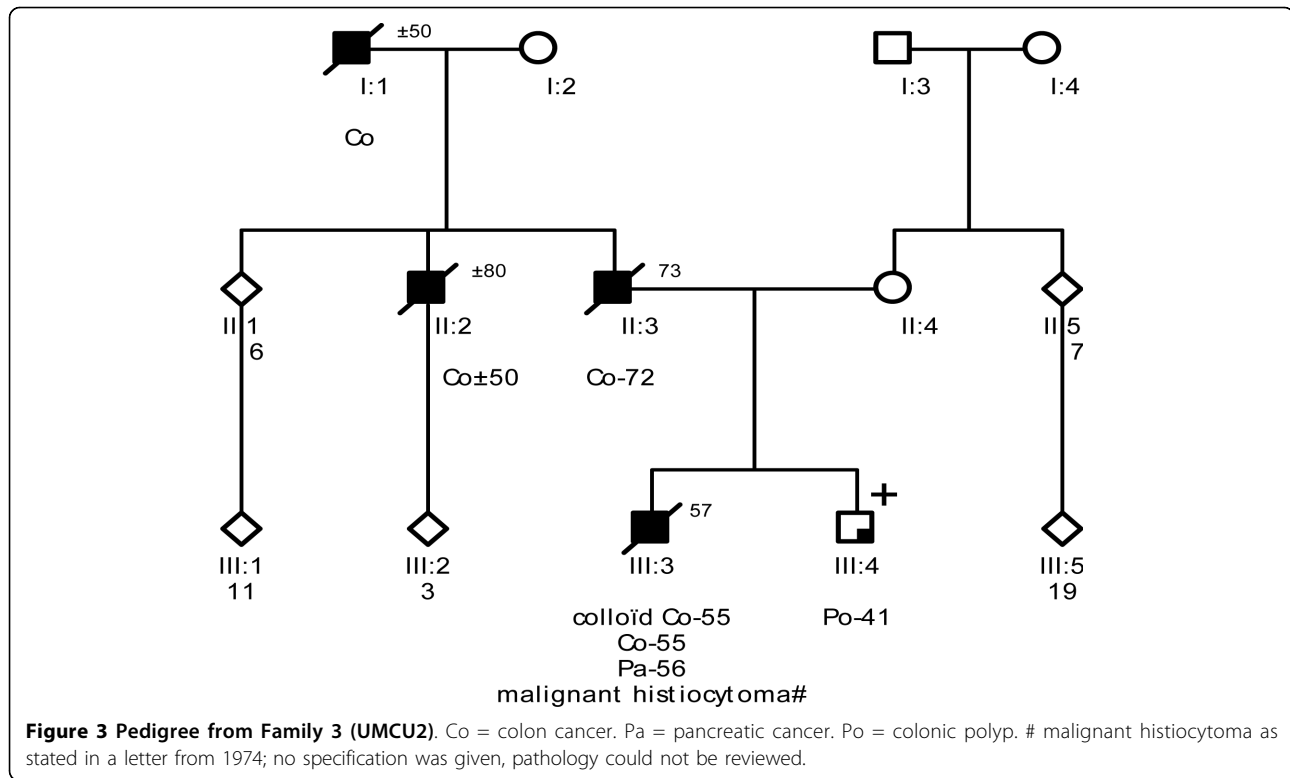 ±50
I:1
I:2
I:3
I:4
Co
±80
73
II:1
II:2
II:3
II:4
II:5
6
7
Co±50
Co-72
57
+
III:1
III:2
III:3
III:4
III:5
11
3
19
colloïd Co-55
Po-41
Co-55
Pa-56
malignant histiocytoma#
Figure 3 Pedigree from Family 3 (UMCU2). Co = colon cancer. Pa = pancreatic cancer. Po = colonic polyp. # malignant histiocytoma as
stated in a letter from 1974; no specification was given, pathology could not be reviewed.